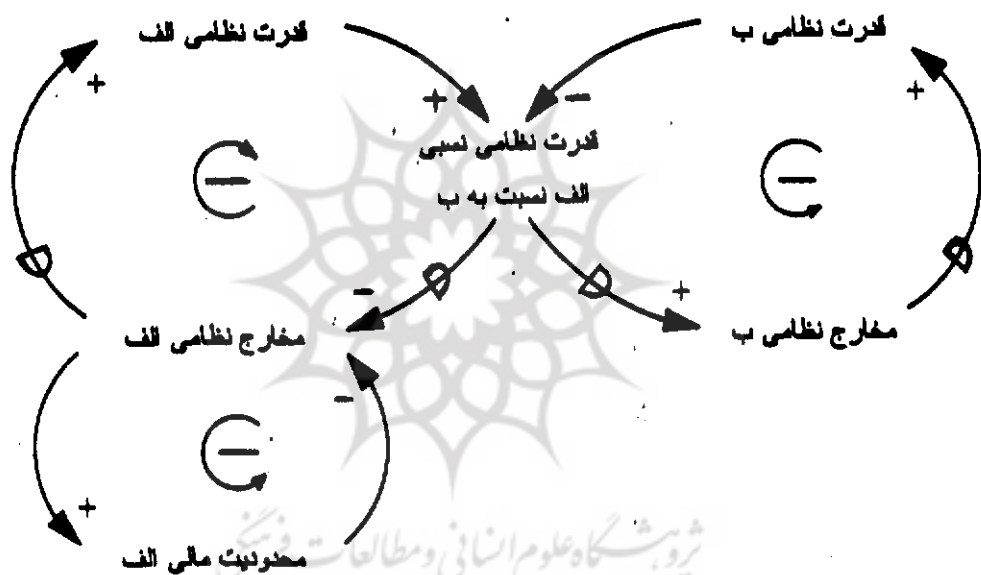 قدرت نظامی ب
قدرت نظامی الف
+
+
+
−
قدرت نظامی نسبی
الف نسبت به ب
−
−
−
+
مخارج نظامی ب
مخارج نظامی الف
−
−
+
محدودیت مالی الف
پژوهشگاه علوم انسانی و مطالعات فرهنگی